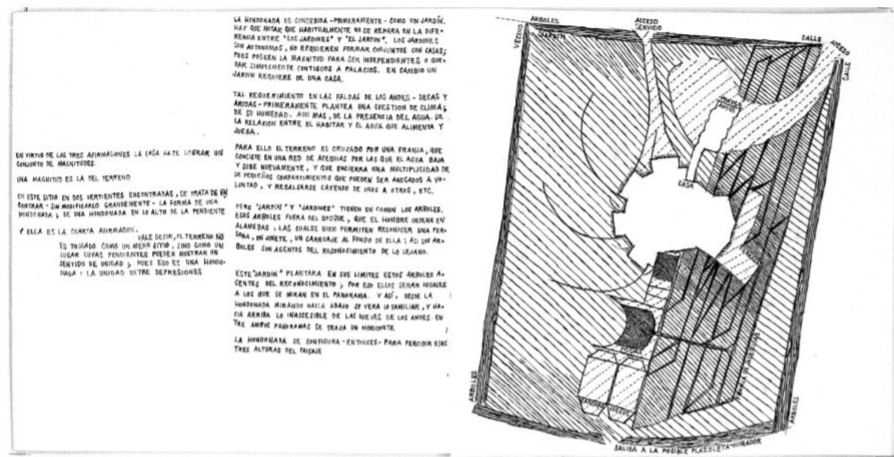 EN VIRTUD DE LAS TRES AFIRMACIONES LA CASA HA DE LOGRAR UN
CONJUNTO DE MAGNITUDES.
UNA MAGNITUD ES LA DEL TERRENO
EN ESTE SITIO EN DOS VERTIENTES ENCONTRADAS, SE TRATA DE EN
CONTRAR - SIN MODIFICARLO GRANDEMENTE - LA FORMA DE UNA
HONDONADA; DE UNA HONDONADA EN LO ALTO DE LA PENDIENTE
Y ELLA ES LA CUARTA AFIRMACION.
VALE DECIR, EL TERRENO NO
ES TOMADO COMO UN MERO SITIO, SINO COMO UN
LUGAR CUYAS PENDIENTES PUEDEN MOSTRAR UN
SENTIDO DE UNIDAD; PUES ESO ES UNA HONDO-
NADA: LA UNIDAD ENTRE DEPRESIONES
LA HONDONADA ES CONCEBIDA - PRIMERAMENTE - COMO UN JARDÍN.
HAY QUE NOTAR QUE HABITUALMENTE NO SE REPARA EN LA DIFE-
RENCIA ENTRE "LOS JARDINES" Y "EL JARDIN". LOS JARDINES
SON AUTONOMOS, NO REQUIEREN FORMAR CONJUNTOS CON CASAS;
PUES POSEEN LA MAGNITUD PARA SER INDEPENDIENTES O QUE-
DAR SIMPLEMENTE CONTIGUOS A PALACIOS. EN CAMBIO UN
JARDIN REQUIERE DE UNA CASA.
TAL REQUERIMIENTO EN LAS FALDAS DE LOS ANDES - SECAS Y
ARIDAS - PRIMERAMENTE PLANTEA UNA CUESTION DE CLIMA;
DE SU HUMEDAD. AUN MAS, DE LA PRESENCIA DEL AGUA. DE
LA RELACION ENTRE EL HABITAR Y EL AGUA QUE ALIMENTA Y
JUEGA.
PARA ELLO EL TERRENO ES CRUZADO POR UNA FRANJA, QUE
CONSISTE EN UNA RED DE ACEQUIAS POR LAS QUE EL AGUA BAJA
Y SUBE NUEVAMENTE, Y QUE ENCIERRA UNA MULTIPLICIDAD DE
DE PEQUEÑOS COMPARTIMIENTOS QUE PUEDEN SER ANEGADOS A VO-
LUNTAD, Y REBALSARSE CAYENDO DE UNOS A OTROS, ETC.
PERO "JARDIN" Y "JARDINES" TIENEN EN COMUN LOS ARBOLES.
ESOS ARBOLES FUERA DEL BOSQUE, QUE EL HOMBRE ORDENA EN
ALAMEDAS, LAS CUALES BIEN PERMITEN RECONOCER UNA PER-
SONA, UN JINETE, UN CARRUAJE AL FONDO DE ELLA; ASI LOS AR-
BOLES SON AGENTES DEL RECONOCIMIENTO DE LO LEJANO.
ESTE "JARDIN" PLANTARA EN SUS LIMITES ESTOS ARBOLES A-
GENTES DEL RECONOCIMIENTO; POR ESO ELLOS SERAN IGUALES
A LOS QUE SE MIRAN EN EL PANORAMA. Y ASÍ, DESDE LA
HONDONADA MIRANDO HACIA ABAJO SE VERA LO FAMILIAR, Y HA-
CIA ARRIBA LO INACCESIBLE DE LAS NIEVES DE LOS ANDES. EN
TRE AMBOS PANORAMAS SE TRAZA UN HORIZONTE
LA HONDONADA SE CONFIGURA - ENTONCES - PARA PERCIBIR ESAS
TRES ALTURAS DEL PAISAJE
VECINO
ARBOLES
JARDIN
ACCESO
SERVICIO
CALLE
ACCESO
CALLE
CASA
ARBOLES
ARBOLES
SALIDA A LA POSIBLE PLAZOLETA-MIRADOR